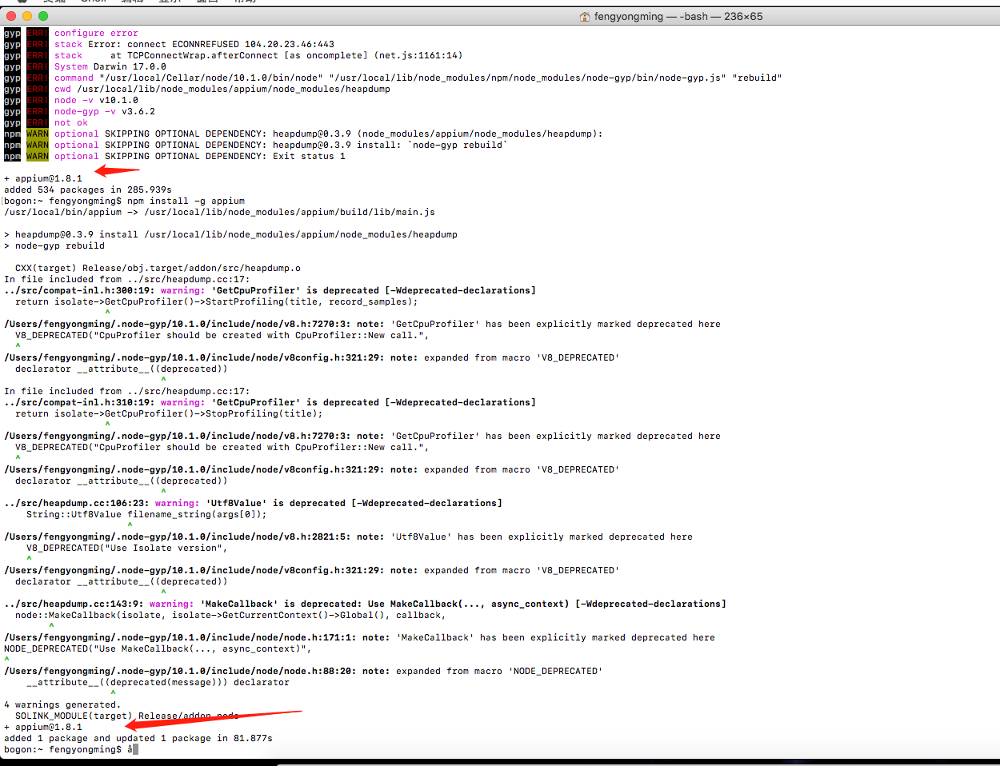 终端 Shell 编辑 显示 窗口 帮助
fengyongming — -bash — 236×65
gyp ERR! configure error
gyp ERR! stack Error: connect ECONNREFUSED 104.20.23.46:443
gyp ERR! stack     at TCPConnectWrap.afterConnect [as oncomplete] (net.js:1161:14)
gyp ERR! System Darwin 17.0.0
gyp ERR! command "/usr/local/Cellar/node/10.1.0/bin/node" "/usr/local/lib/node_modules/npm/node_modules/node-gyp/bin/node-gyp.js" "rebuild"
gyp ERR! cwd /usr/local/lib/node_modules/appium/node_modules/heapdump
gyp ERR! node -v v10.1.0
gyp ERR! node-gyp -v v3.6.2
gyp ERR! not ok
npm WARN optional SKIPPING OPTIONAL DEPENDENCY: heapdump@0.3.9 (node_modules/appium/node_modules/heapdump):
npm WARN optional SKIPPING OPTIONAL DEPENDENCY: heapdump@0.3.9 install: `node-gyp rebuild`
npm WARN optional SKIPPING OPTIONAL DEPENDENCY: Exit status 1
+ appium@1.8.1
added 534 packages in 285.939s
[bogon:~ fengyongming$ npm install -g appium
/usr/local/bin/appium -> /usr/local/lib/node_modules/appium/build/lib/main.js
> heapdump@0.3.9 install /usr/local/lib/node_modules/appium/node_modules/heapdump
> node-gyp rebuild
  CXX(target) Release/obj.target/addon/src/heapdump.o
In file included from ../src/heapdump.cc:17:
../src/compat-inl.h:300:19: warning: 'GetCpuProfiler' is deprecated [-Wdeprecated-declarations]
  return isolate->GetCpuProfiler()->StartProfiling(title, record_samples);
                  ^
/Users/fengyongming/.node-gyp/10.1.0/include/node/v8.h:7270:3: note: 'GetCpuProfiler' has been explicitly marked deprecated here
  V8_DEPRECATED("CpuProfiler should be created with CpuProfiler::New call.",
  ^
/Users/fengyongming/.node-gyp/10.1.0/include/node/v8config.h:321:29: note: expanded from macro 'V8_DEPRECATED'
  declarator __attribute__((deprecated))
                            ^
In file included from ../src/heapdump.cc:17:
../src/compat-inl.h:310:19: warning: 'GetCpuProfiler' is deprecated [-Wdeprecated-declarations]
  return isolate->GetCpuProfiler()->StopProfiling(title);
                  ^
/Users/fengyongming/.node-gyp/10.1.0/include/node/v8.h:7270:3: note: 'GetCpuProfiler' has been explicitly marked deprecated here
  V8_DEPRECATED("CpuProfiler should be created with CpuProfiler::New call.",
  ^
/Users/fengyongming/.node-gyp/10.1.0/include/node/v8config.h:321:29: note: expanded from macro 'V8_DEPRECATED'
  declarator __attribute__((deprecated))
                            ^
../src/heapdump.cc:106:23: warning: 'Utf8Value' is deprecated [-Wdeprecated-declarations]
    String::Utf8Value filename_string(args[0]);
                      ^
/Users/fengyongming/.node-gyp/10.1.0/include/node/v8.h:2821:5: note: 'Utf8Value' has been explicitly marked deprecated here
    V8_DEPRECATED("Use Isolate version",
    ^
/Users/fengyongming/.node-gyp/10.1.0/include/node/v8config.h:321:29: note: expanded from macro 'V8_DEPRECATED'
  declarator __attribute__((deprecated))
                            ^
../src/heapdump.cc:143:9: warning: 'MakeCallback' is deprecated: Use MakeCallback(..., async_context) [-Wdeprecated-declarations]
  node::MakeCallback(isolate, isolate->GetCurrentContext()->Global(), callback,
        ^
/Users/fengyongming/.node-gyp/10.1.0/include/node/node.h:171:1: note: 'MakeCallback' has been explicitly marked deprecated here
NODE_DEPRECATED("Use MakeCallback(..., async_context)",
^
/Users/fengyongming/.node-gyp/10.1.0/include/node/node.h:88:20: note: expanded from macro 'NODE_DEPRECATED'
    __attribute__((deprecated(message))) declarator
                   ^
4 warnings generated.
  SOLINK_MODULE(target) Release/addon.node
+ appium@1.8.1
added 1 package and updated 1 package in 81.877s
bogon:~ fengyongming$ å